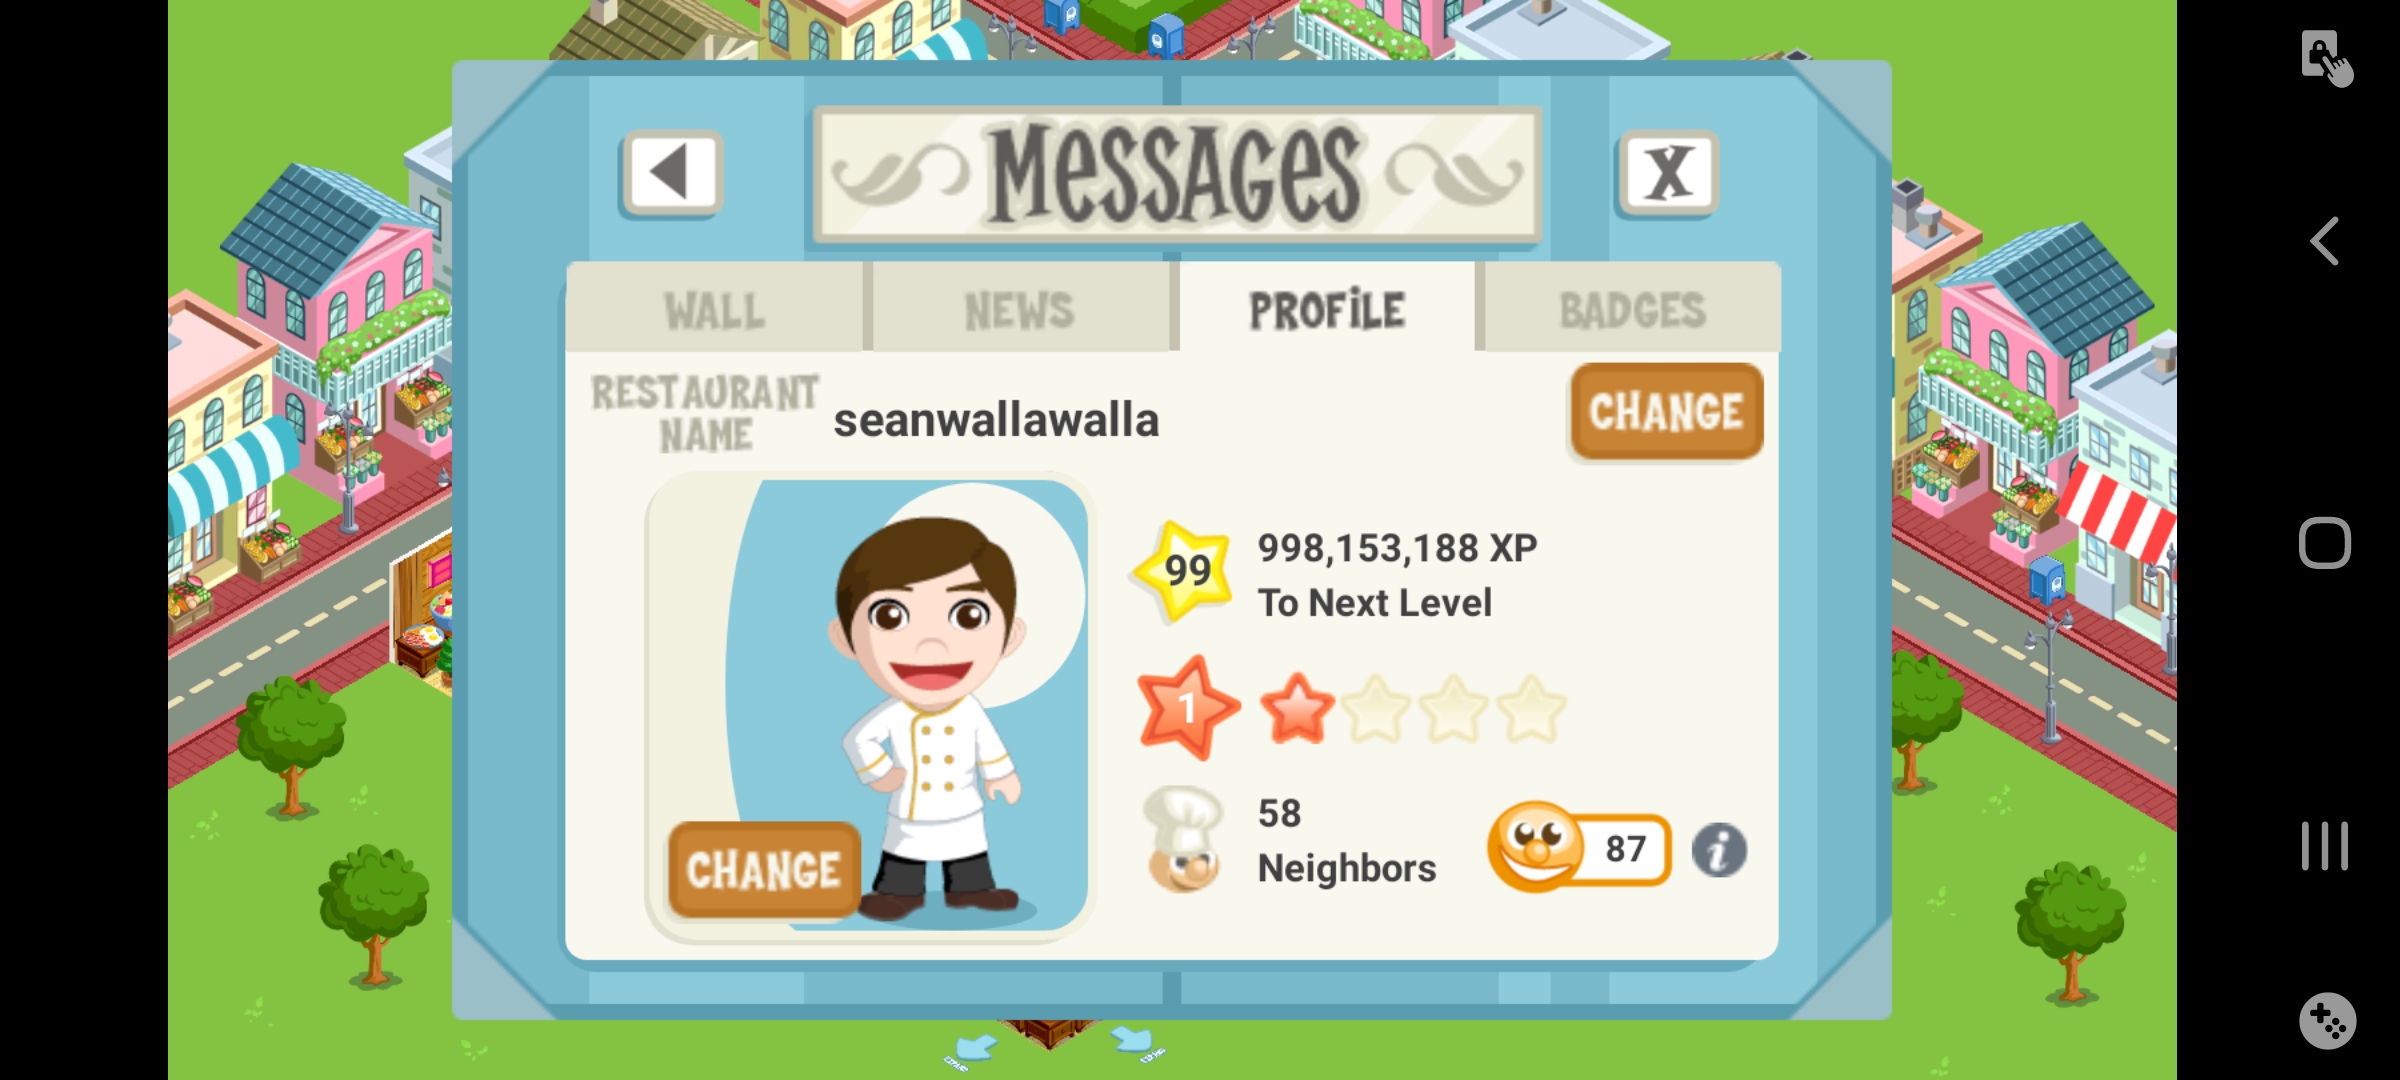 MESSAGES
X
WALL
NEWS
PROFILE
BADGES
RESTAURANT
NAME
seanwallawalla
CHANGE
99
998,153,188 XP
To Next Level
1
58
Neighbors
87
i
CHANGE